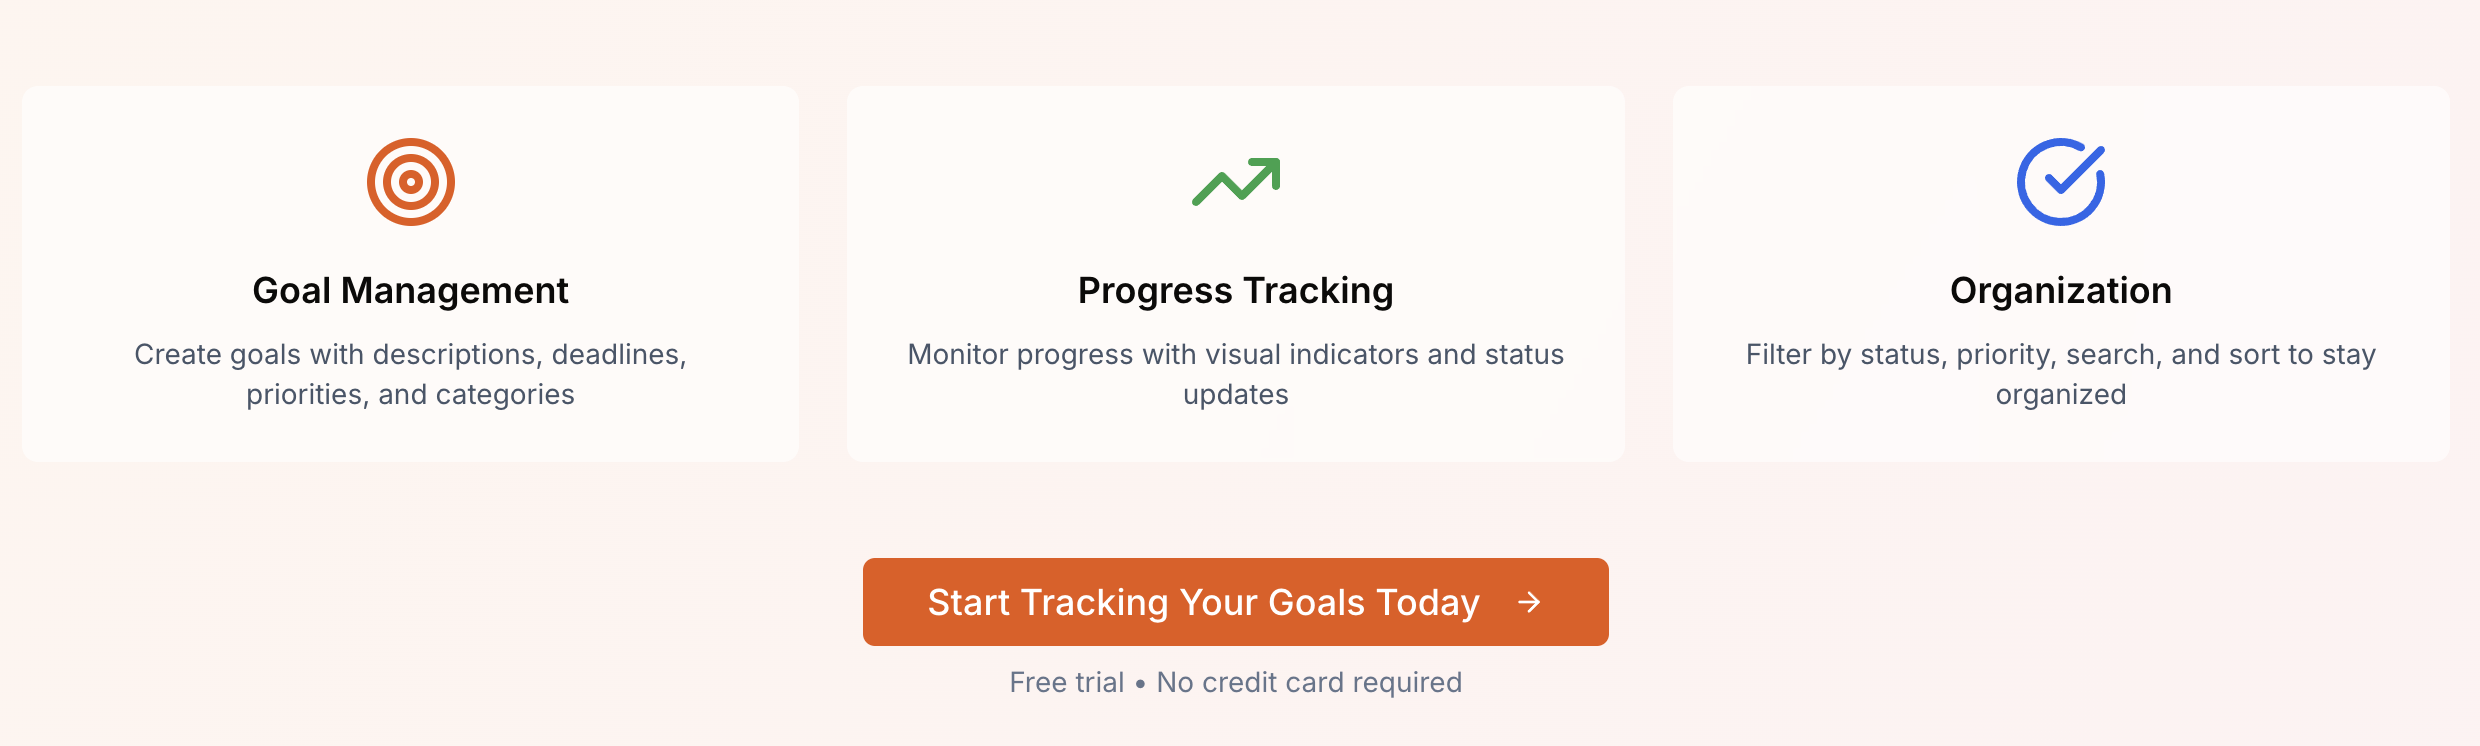 Goal Management
Create goals with descriptions, deadlines,
priorities, and categories
Progress Tracking
Monitor progress with visual indicators and status
updates
Organization
Filter by status, priority, search, and sort to stay
organized
Start Tracking Your Goals Today →
Free trial • No credit card required